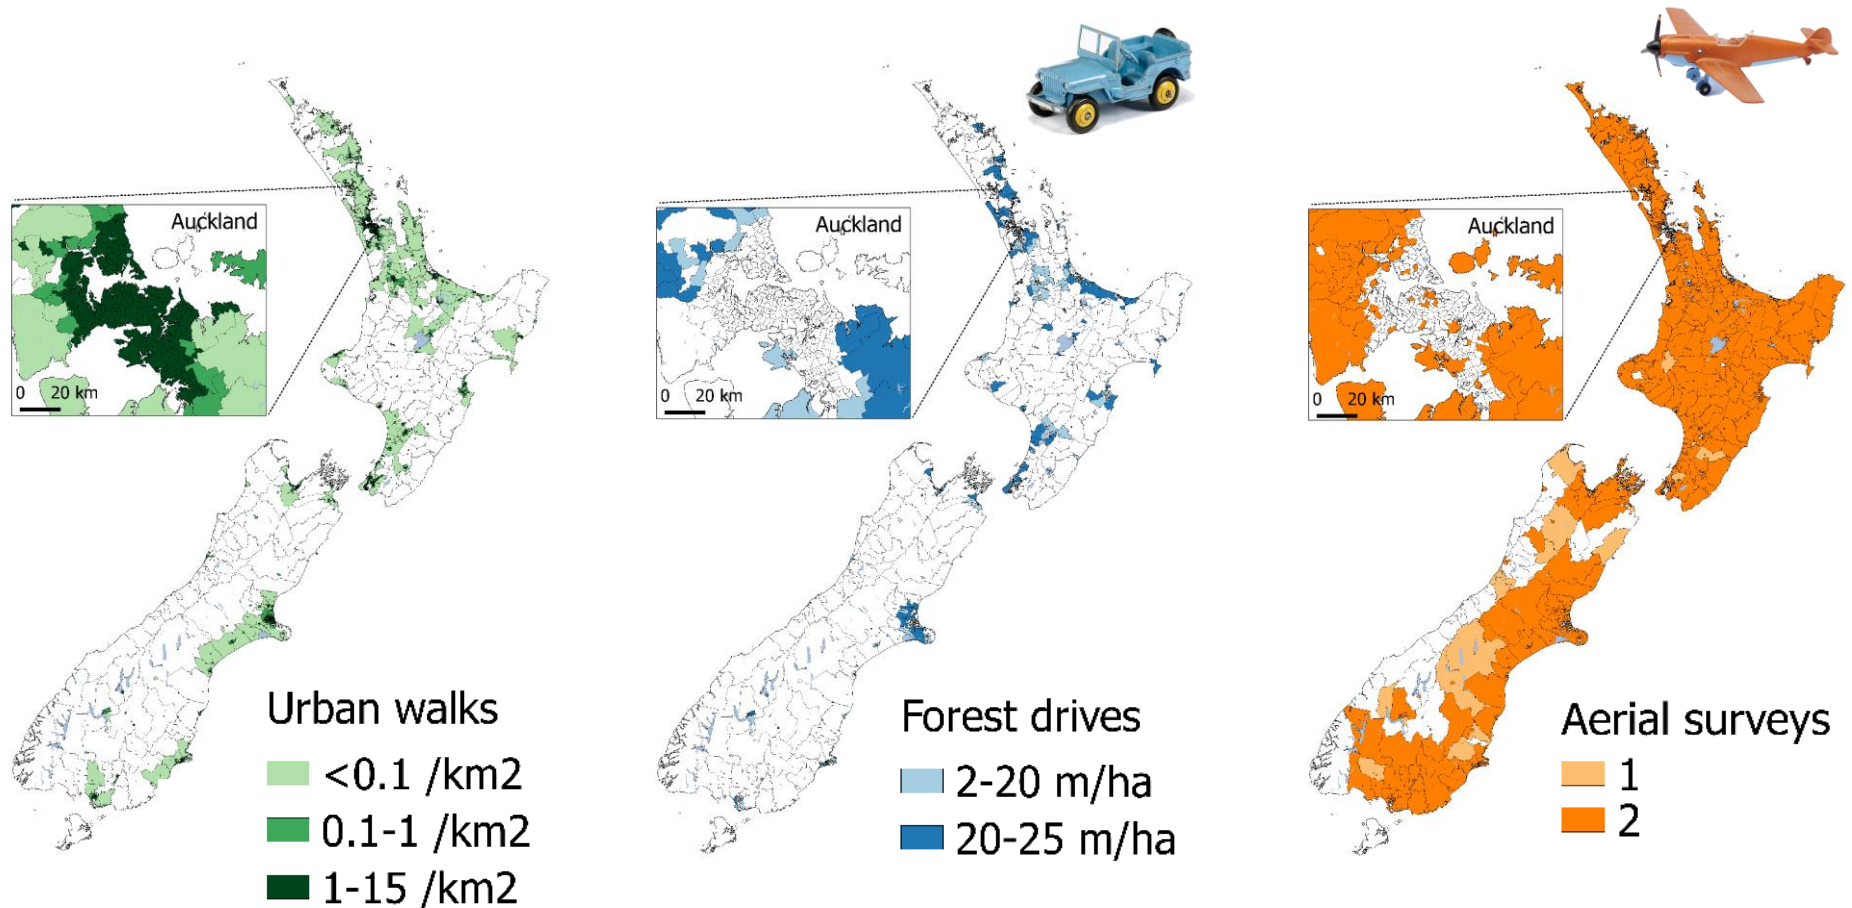 Auckland
0 20 km
Urban walks
<0.1 /km2
0.1-1 /km2
1-15 /km2
Auckland
0 20 km
Forest drives
2-20 m/ha
20-25 m/ha
Auckland
0 20 km
Aerial surveys
1
2